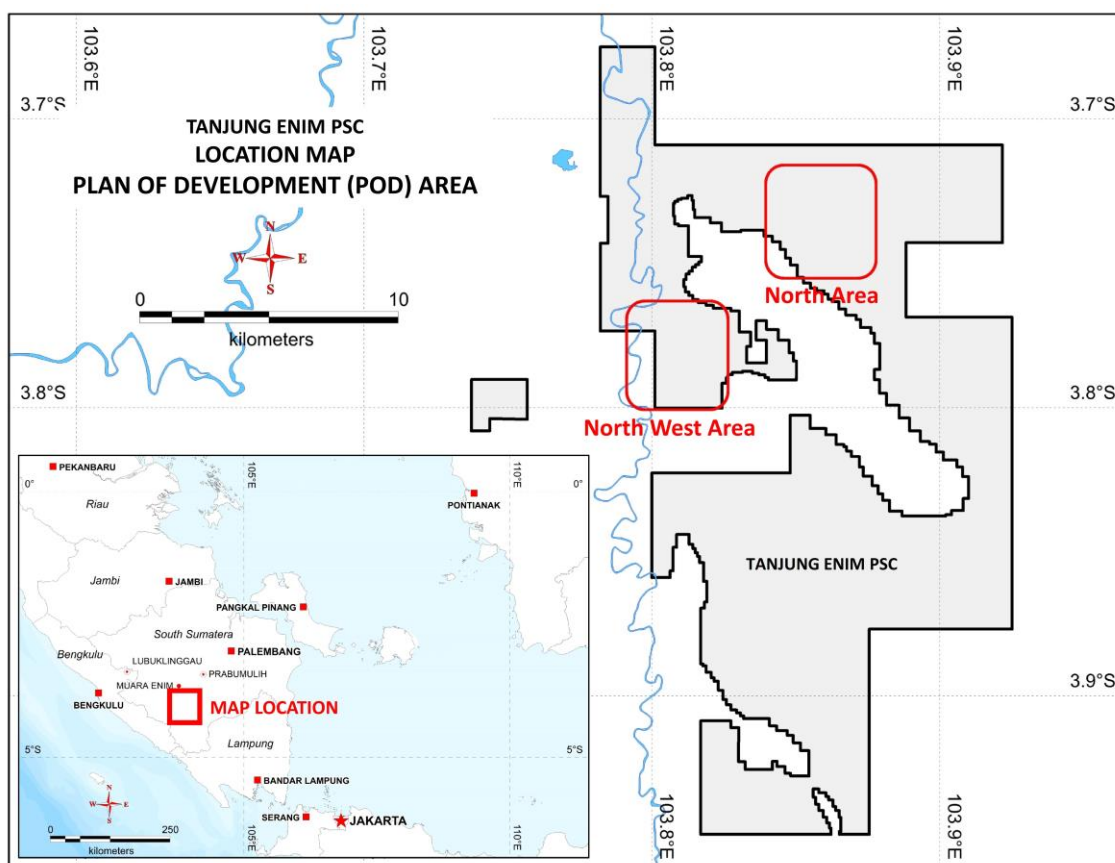 103.6°E
103.7°E
103.8°E
103.9°E
3.7°S
3.7°S
TANJUNG ENIM PSC
LOCATION MAP
PLAN OF DEVELOPMENT (POD) AREA
N
W
E
S
0
10
kilometers
North Area
3.8°S
3.8°S
North West Area
TANJUNG ENIM PSC
3.9°S
103.8°E
103.9°E
105°E
110°E
PEKANBARU
0°
0°
Riau
PONTIANAK
Jambi
JAMBI
PANGKAL PINANG
South Sumatera
Bengkulu
PALEMBANG
LUBUKLINGGAU
PRABUMULIH
MUARA ENIM
BENGKULU
MAP LOCATION
Lampung
5°S
5°S
BANDAR LAMPUNG
N
W
E
S
SERANG
JAKARTA
0
250
kilometers
105°E
110°E